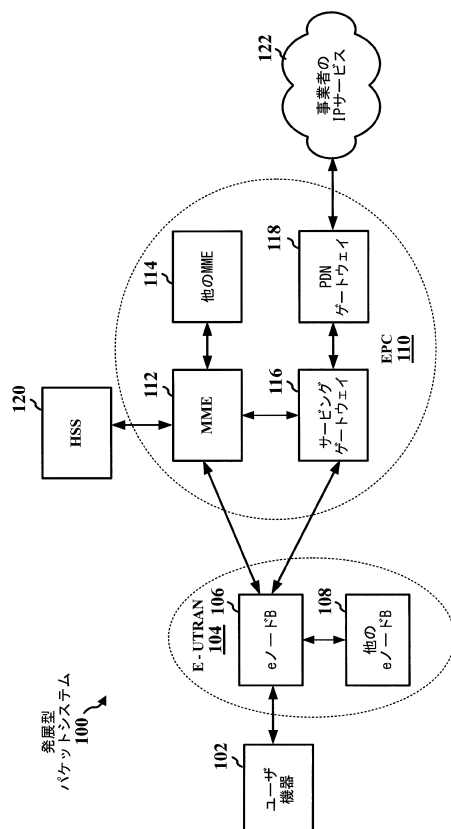 発展型
パケットシステム
100
102
ユーザ
機器
E-UTRAN
104
106
eノードB
108
他の
eノードB
120
HSS
112
MME
114
他のMME
116
サービング
ゲートウェイ
118
PDN
ゲートウェイ
EPC
110
122
事業者の
IPサービス